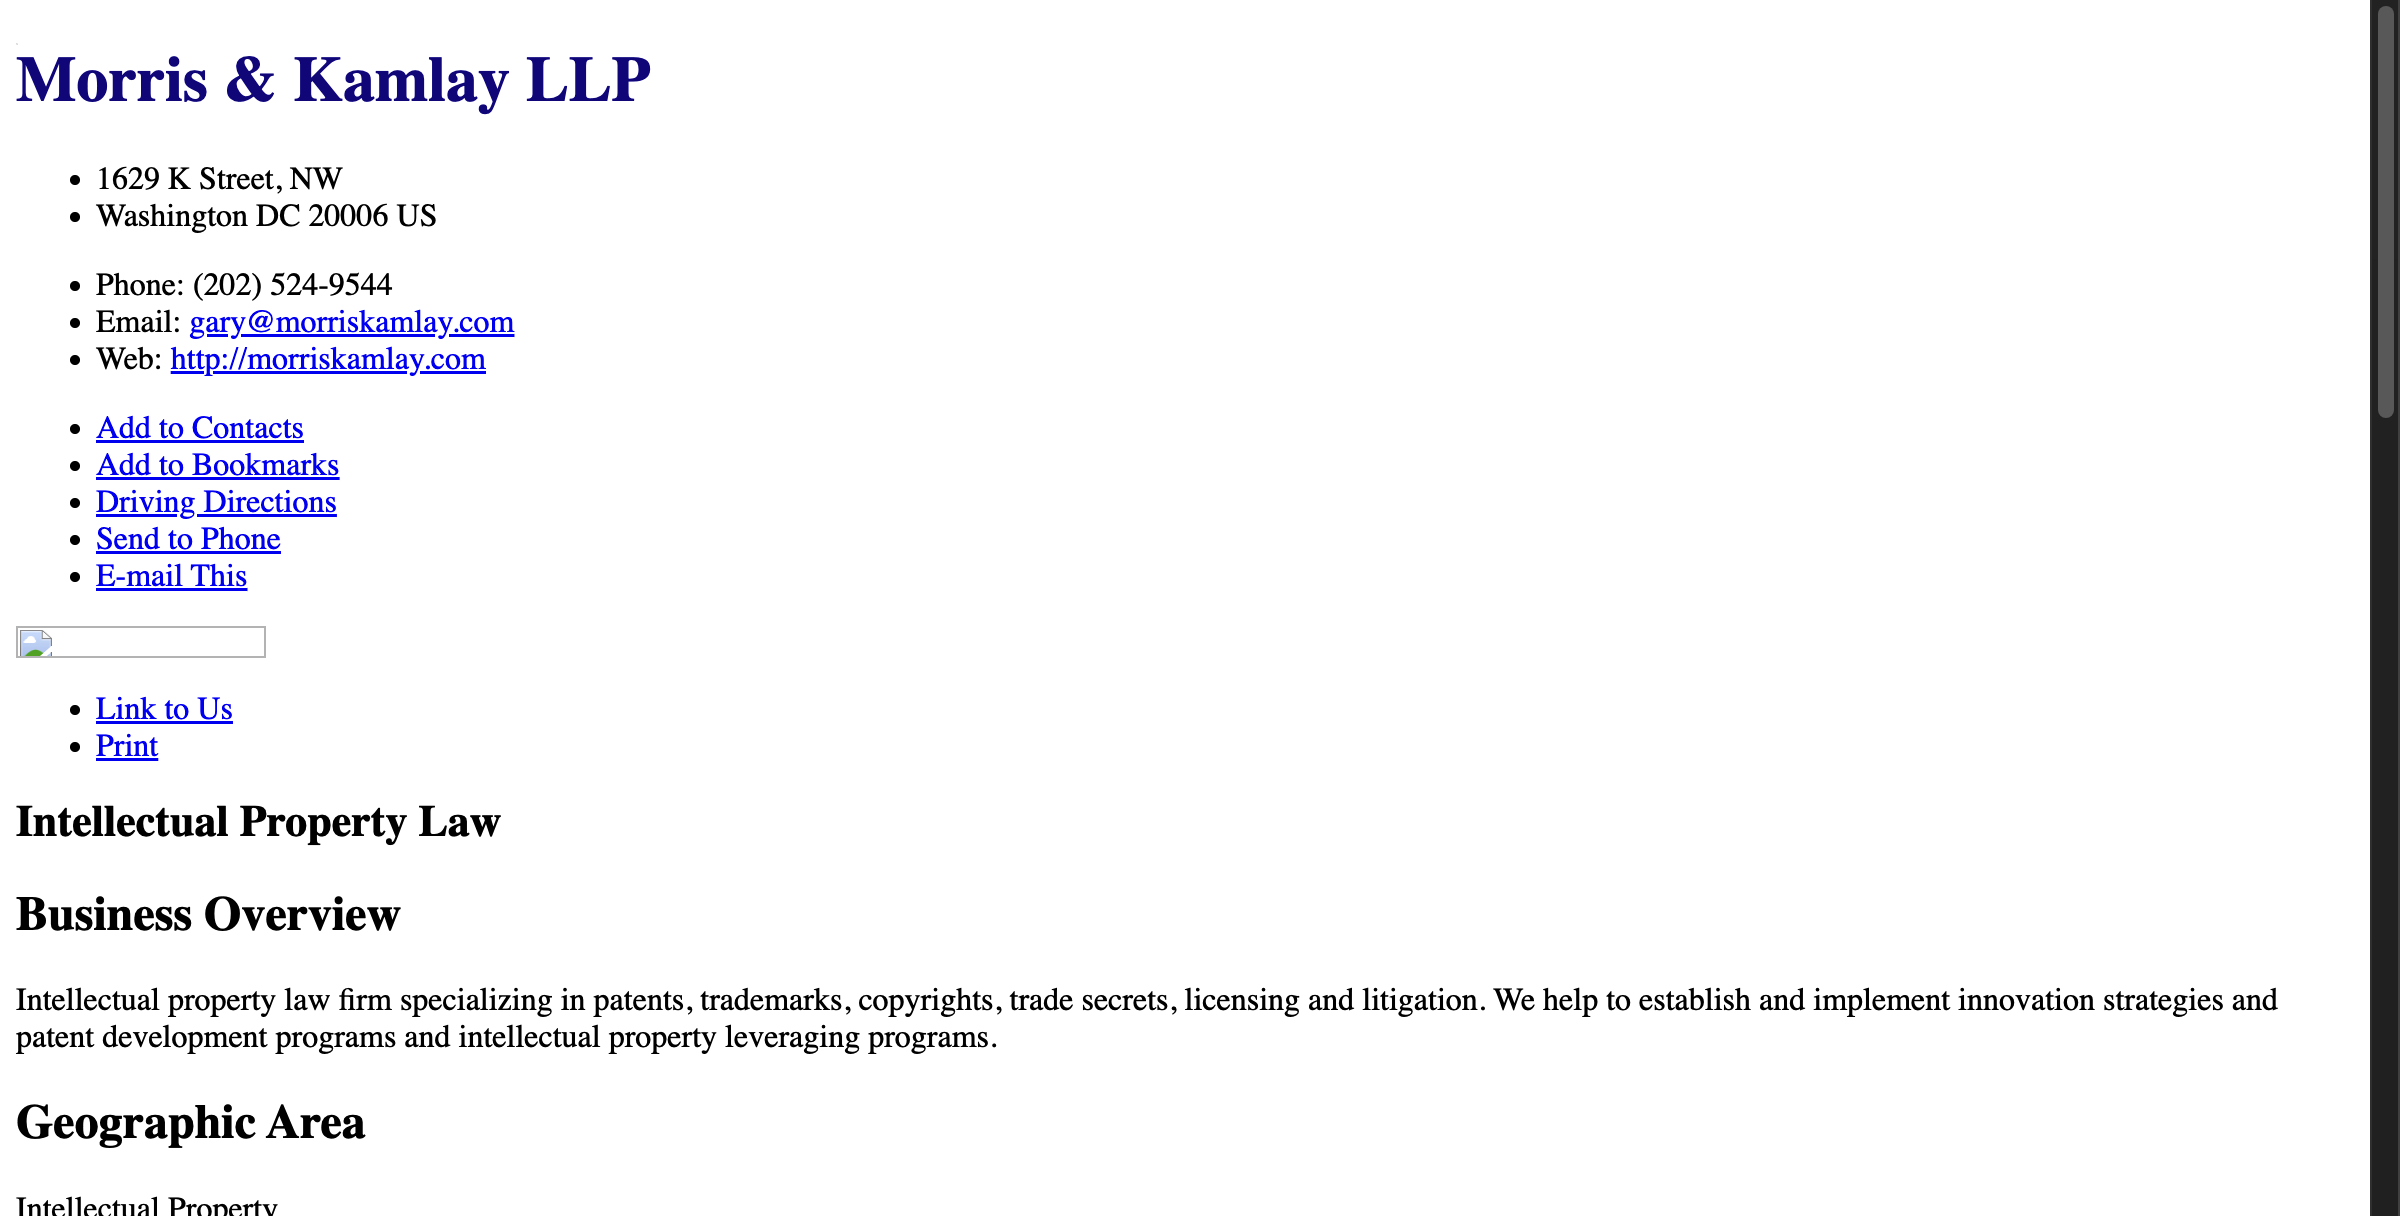 Morris & Kamlay LLP
1629 K Street, NW
Washington DC 20006 US
Phone: (202) 524-9544
Email: gary@morriskamlay.com
Web: http://morriskamlay.com
Add to Contacts
Add to Bookmarks
Driving Directions
Send to Phone
E-mail This
Link to Us
Print
Intellectual Property Law
Business Overview
Intellectual property law firm specializing in patents, trademarks, copyrights, trade secrets, licensing and litigation. We help to establish and implement innovation strategies and
patent development programs and intellectual property leveraging programs.
Geographic Area
Intellectual Property